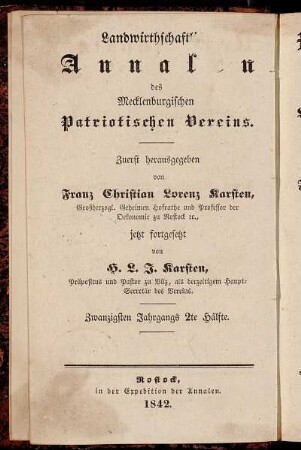 Landwirthschaftl
Annalen
des
Mecklenburgischen
Patriotischen Vereins.
Zuerst herausgegeben
von
Franz Christian Lorenz Karsten,
Großherzogl. Geheimen Hofrathe und Professor der
Oekonomie zu Rostock ꝛc.,
jetzt fortgesetzt
von
H. L. F. Karsten,
Präpositus und Pastor zu Vilz, als derzeitigem Haupt-
Secretär des Vereins.
Zwanzigsten Jahrgangs 2te Hälfte.
Rostock,
in der Expedition der Annalen.
1842.